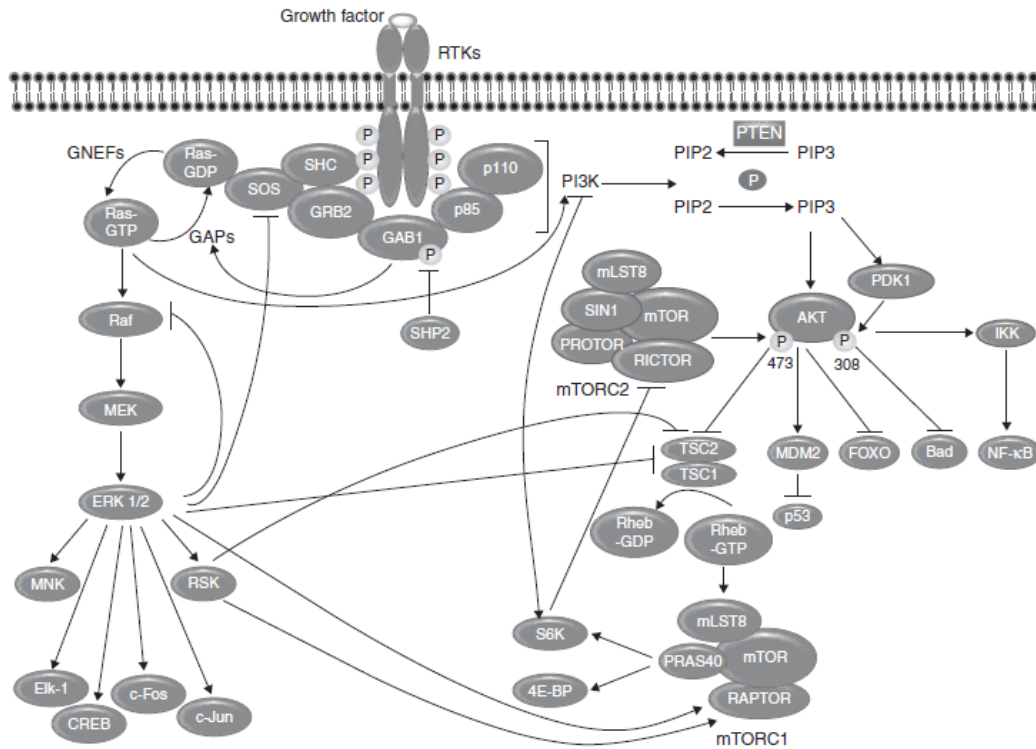 Growth factor
RTKs
PTEN
GNEFs
Ras-
GDP
SHC
P
P
P
P
P
P
p110
PIP2
PIP3
SOS
PI3K
P
Ras-
GTP
GRB2
p85
PIP2
PIP3
GAPs
GAB1
P
mLST8
PDK1
Raf
SHP2
SIN1
mTOR
AKT
IKK
PROTOR
RICTOR
P
P
473
308
mTORC2
MEK
TSC2
MDM2
FOXO
Bad
NF-κB
TSC1
ERK 1/2
p53
Rheb
-GDP
Rheb
-GTP
MNK
RSK
mLST8
S6K
PRAS40
mTOR
Elk-1
c-Fos
4E-BP
RAPTOR
CREB
c-Jun
mTORC1